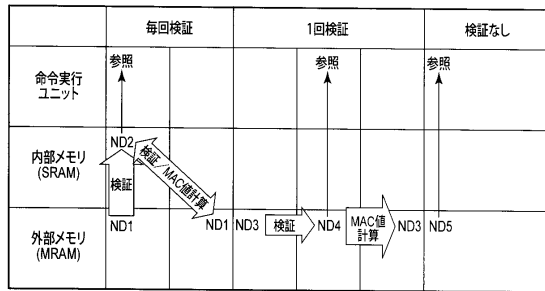 毎回検証 1回検証 検証なし
命令実行
ユニット
参照 参照 参照
内部メモリ
(SRAM)
ND2
検証
検証/MAC値計算
外部メモリ
(MRAM)
ND1 ND1 ND3 検証 ND4 MAC値
計算 ND3 ND5